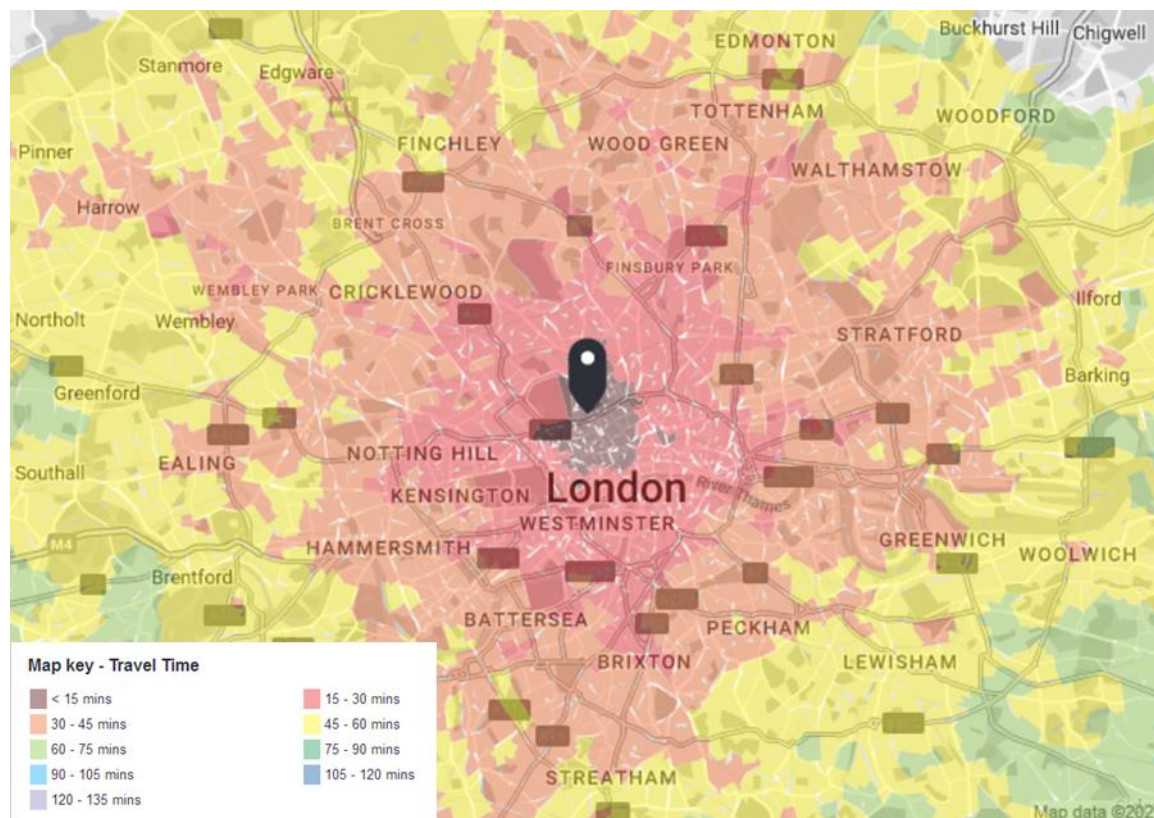 Buckhurst Hill
Chigwell
EDMONTON
Stanmore
Edgware
TOTTENHAM
WOODFORD
FINCHLEY
WOOD GREEN
Pinner
WALTHAMSTOW
Harrow
BRENT CROSS
FINSBURY PARK
WEMBLEY PARK
CRICKLEWOOD
Ilford
Northolt
Wembley
STRATFORD
Greenford
Barking
NOTTING HILL
EALING
Southall
KENSINGTON
London
River Thames
WESTMINSTER
M4
HAMMERSMITH
GREENWICH
WOOLWICH
Brentford
BATTERSEA
PECKHAM
BRIXTON
LEWISHAM
STREATHAM
Map key - Travel Time
< 15 mins
15 - 30 mins
30 - 45 mins
45 - 60 mins
60 - 75 mins
75 - 90 mins
90 - 105 mins
105 - 120 mins
120 - 135 mins
Map data ©202